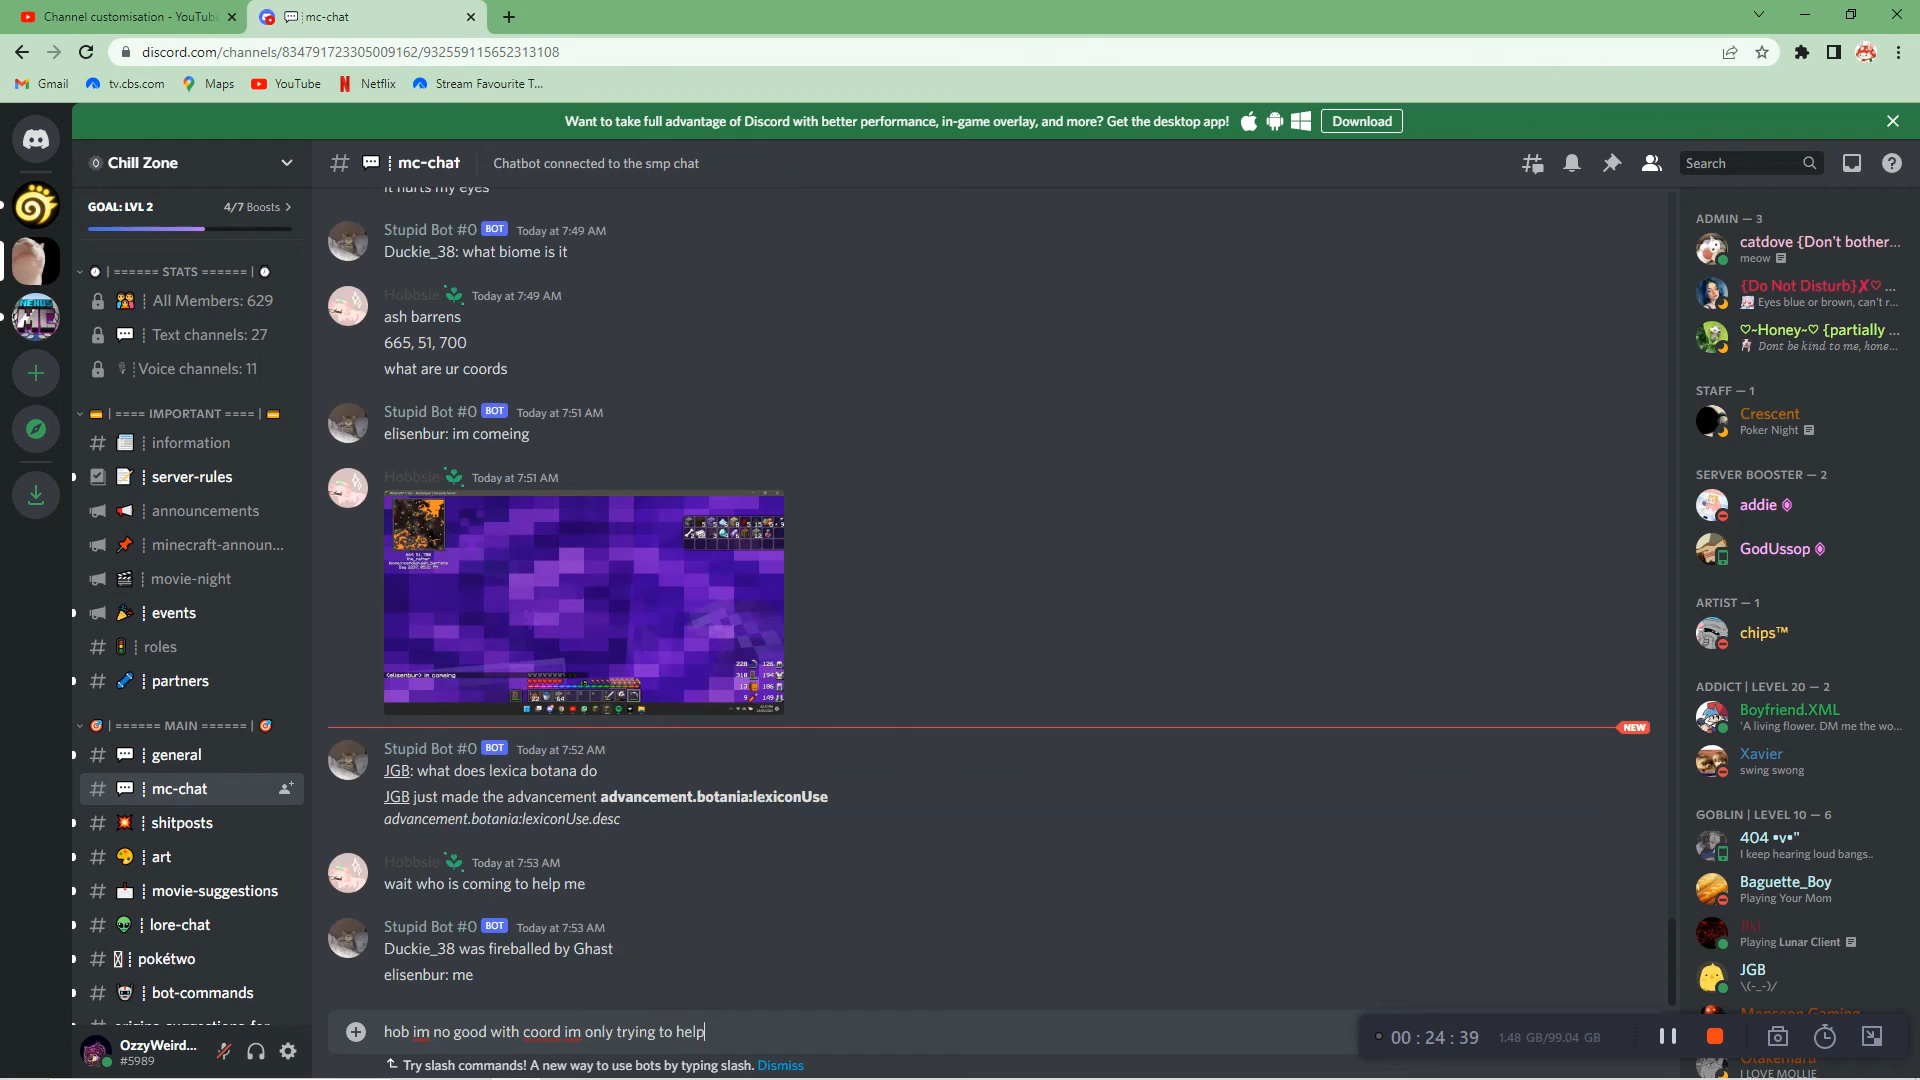 Channel customisation - YouTub
mc-chat
discord.com/channels/834791723305009162/932559115652313108
Gmail
tv.cbs.com
Maps
YouTube
Netflix
Stream Favourite T...
Want to take full advantage of Discord with better performance, in-game overlay, and more? Get the desktop app!
Download
Chill Zone
mc-chat
Chatbot connected to the smp chat
Search
GOAL: LVL 2
4/7 Boosts
| ====== STATS ====== |
All Members: 629
Text channels: 27
Voice channels: 11
| ==== IMPORTANT ==== |
information
server-rules
announcements
minecraft-announ...
movie-night
events
roles
partners
| ====== MAIN ====== |
general
mc-chat
shitposts
art
movie-suggestions
lore-chat
pokétwo
bot-commands
OzzyWeird...
#5989
it hurts my eyes
Stupid Bot #0 BOT Today at 7:49 AM
Duckie_38: what biome is it
Hobbsie Today at 7:49 AM
ash barrens
665, 51, 700
what are ur coords
Stupid Bot #0 BOT Today at 7:51 AM
elisenbur: im comeing
Hobbsie Today at 7:51 AM
<elisenbur> im comeing
NEW
Stupid Bot #0 BOT Today at 7:52 AM
JGB: what does lexica botana do
JGB just made the advancement advancement.botania:lexiconUse
advancement.botania:lexiconUse.desc
Hobbsie Today at 7:53 AM
wait who is coming to help me
Stupid Bot #0 BOT Today at 7:53 AM
Duckie_38 was fireballed by Ghast
elisenbur: me
hob im no good with coord im only trying to help
Try slash commands! A new way to use bots by typing slash. Dismiss
ADMIN — 3
catdove {Don't bother...
meow
{Do Not Disturb}✗♡ ...
Eyes blue or brown, can't r...
♡~Honey~♡ {partially ...
Dont be kind to me, hone...
STAFF — 1
Crescent
Poker Night
SERVER BOOSTER — 2
addie
GodUssop
ARTIST — 1
chips™
ADDICT | LEVEL 20 — 2
Boyfriend.XML
'A living flower. DM me the wo...
Xavier
swing swong
GOBLIN | LEVEL 10 — 6
404 •v•"
I keep hearing loud bangs..
Baguette_Boy
Playing Your Mom
Playing Lunar Client
JGB
\(-_-)/
00 : 24 : 39
1.48 GB/99.04 GB
I LOVE MOLLIE